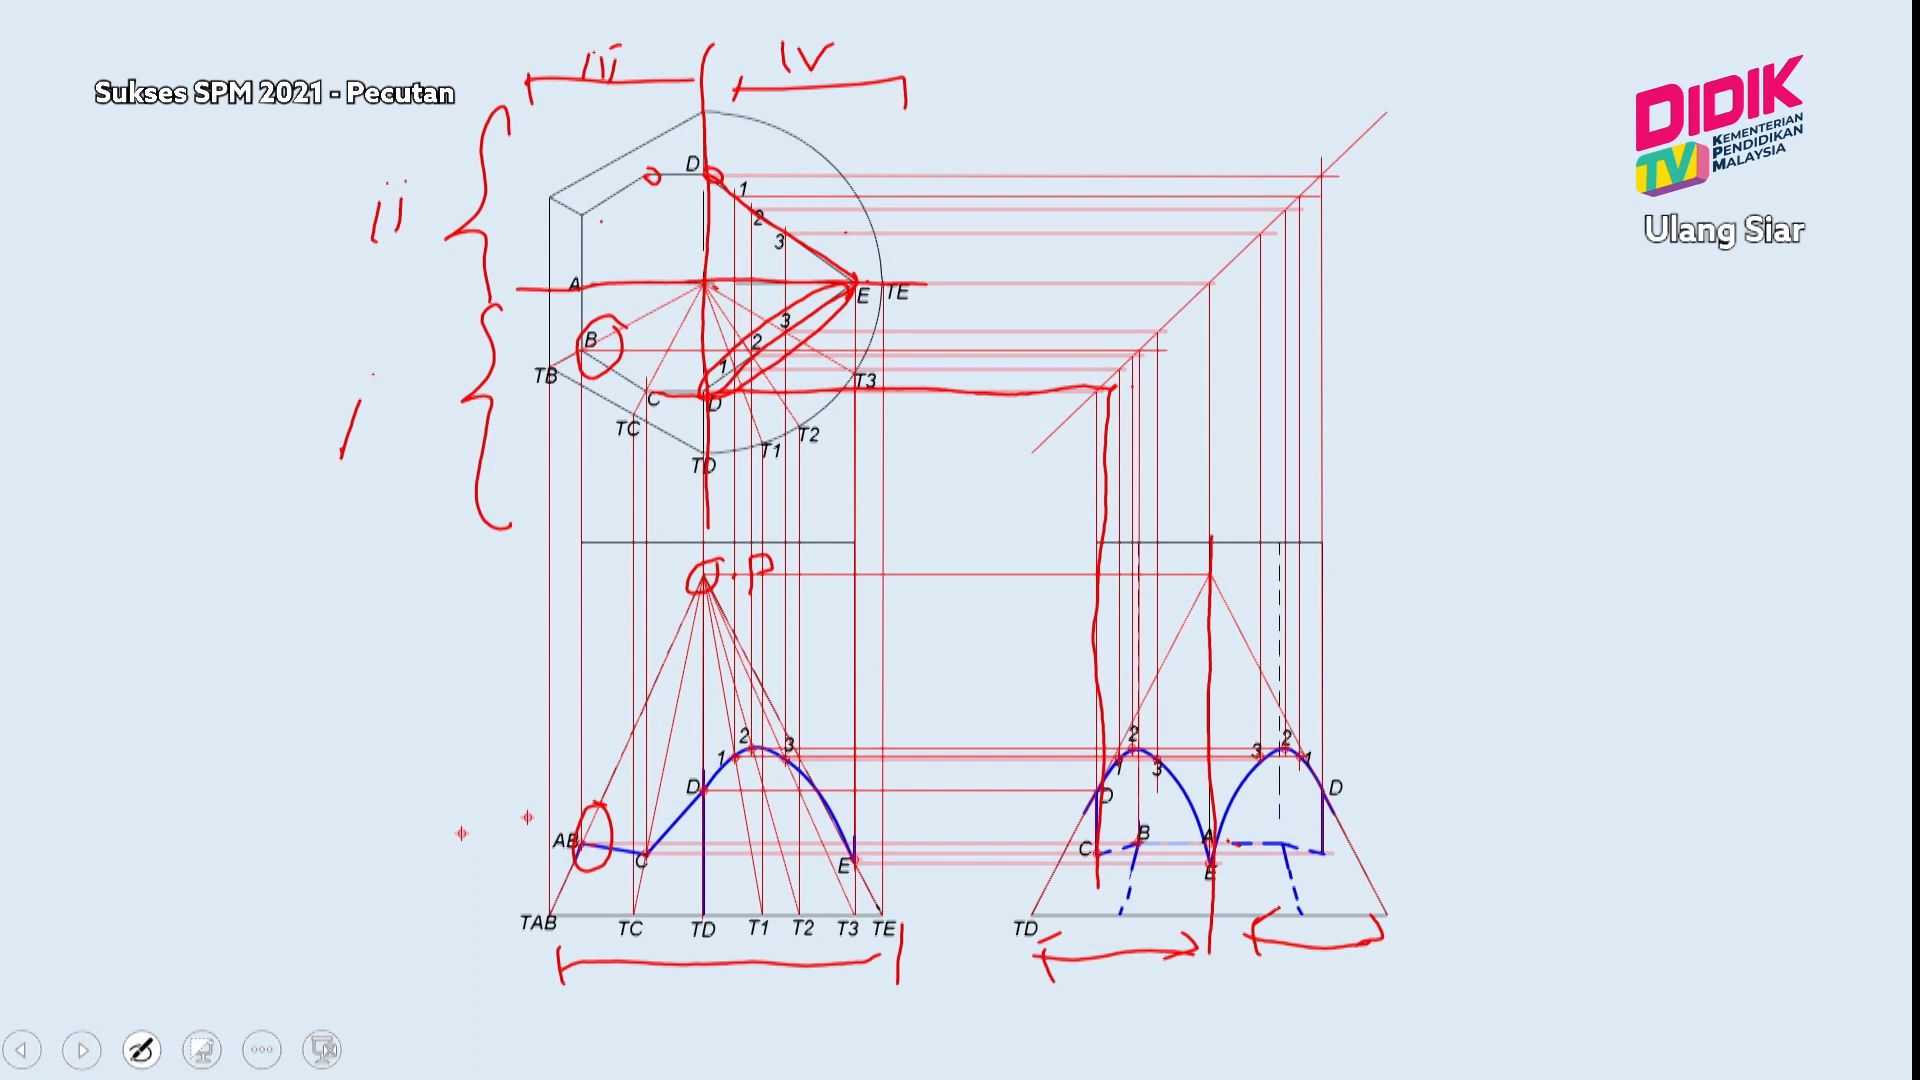 Sukses SPM 2021 - Pecutan
DIDIK
TV
KEMENTERIAN
PENDIDIKAN
MALAYSIA
Ulang Siar
iii
iv
ii
i
D
1
2
3
A
E
TE
B
3
2
1
TB
C
D
T3
TC
T2
T1
TD
P
2
3
1
D
AB
C
E
TAB
TC
TD
T1
T2
T3
TE
2
1
3
D
C
B
A
E
3
2
1
D
TD